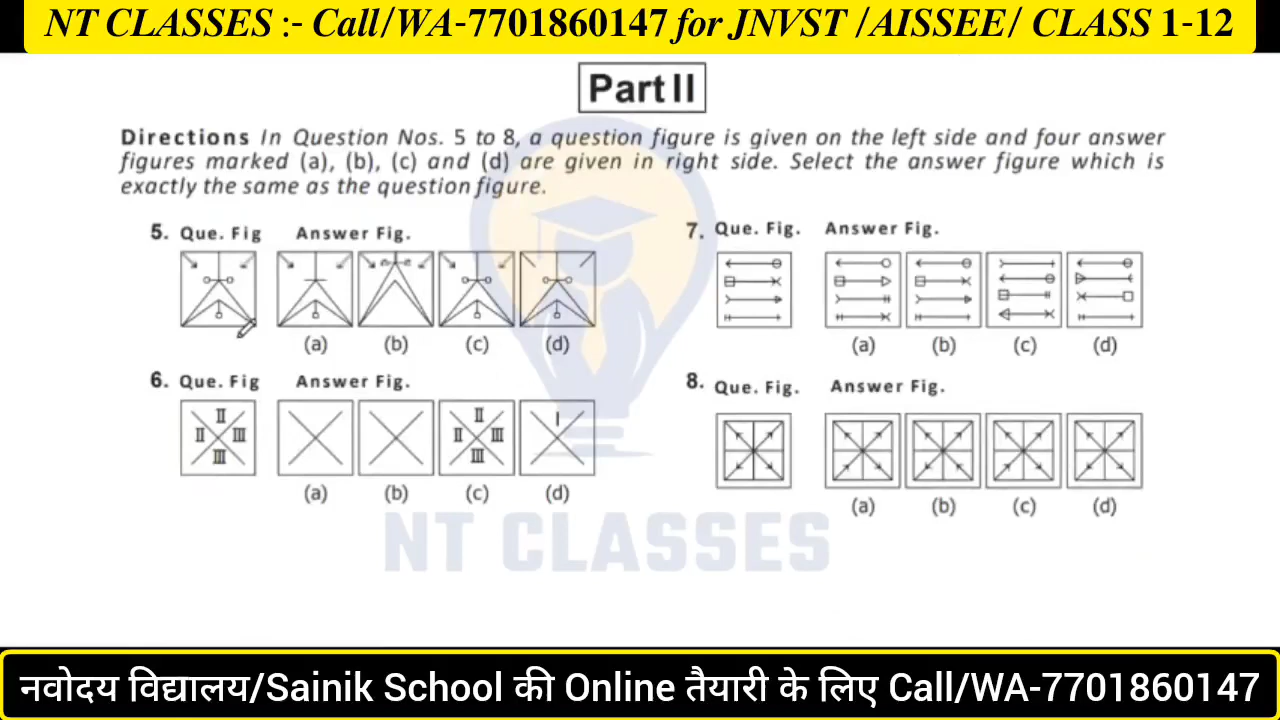 NT CLASSES :- Call/WA-7701860147 for JNVST /AISSEE/ CLASS 1-12
Part II
Directions In Question Nos. 5 to 8, a question figure is given on the left side and four answer
figures marked (a), (b), (c) and (d) are given in right side. Select the answer figure which is
exactly the same as the question figure.
5. Que. Fig Answer Fig.
(a) (b) (c) (d)
6. Que. Fig Answer Fig.
II II III III II II III III I
(a) (b) (c) (d)
7. Que. Fig. Answer Fig.
(a) (b) (c) (d)
8. Que. Fig. Answer Fig.
(a) (b) (c) (d)
NT CLASSES
नवोदय विद्यालय/Sainik School की Online तैयारी के लिए Call/WA-7701860147